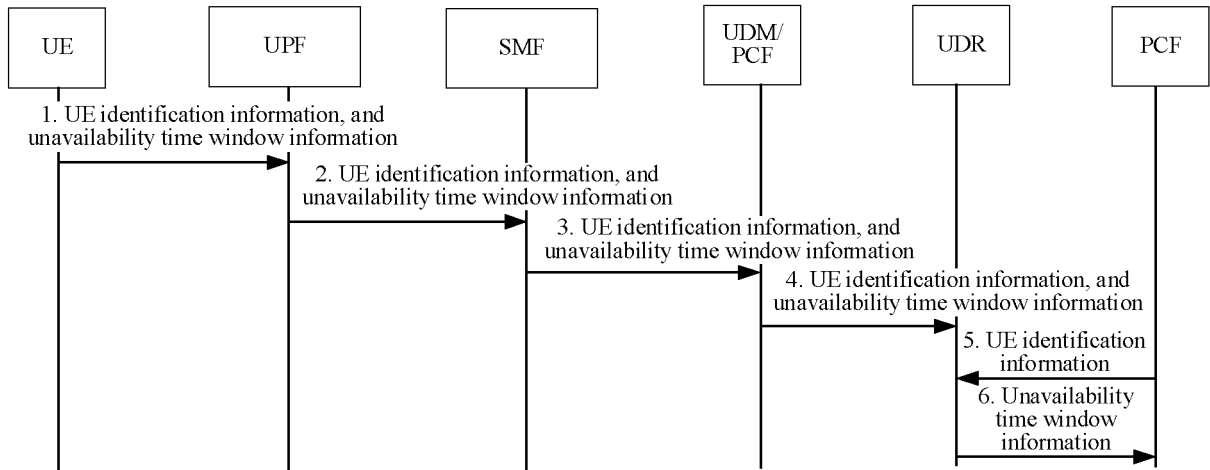 UE
UPF
SMF
UDM/
PCF
UDR
PCF
1. UE identification information, and
unavailability time window information
2. UE identification information, and
unavailability time window information
3. UE identification information, and
unavailability time window information
4. UE identification information, and
unavailability time window information
5. UE identification
information
6. Unavailability
time window
information